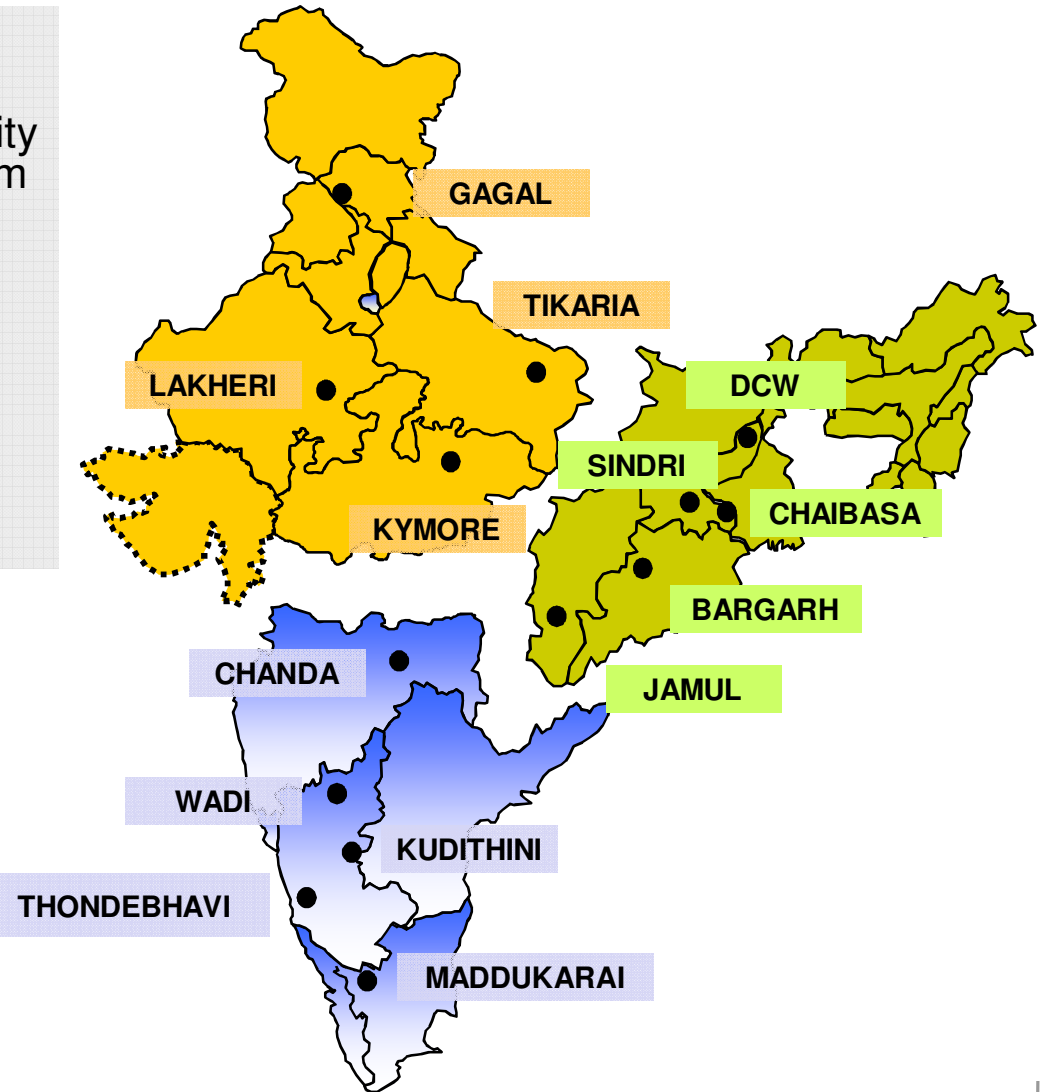 ity
m
GAGAL
TIKARIA
LAKHERI
DCW
SINDRI
CHAIBASA
KYMORE
BARGARH
CHANDA
JAMUL
WADI
KUDITHINI
THONDEBHAVI
MADDUKARAI